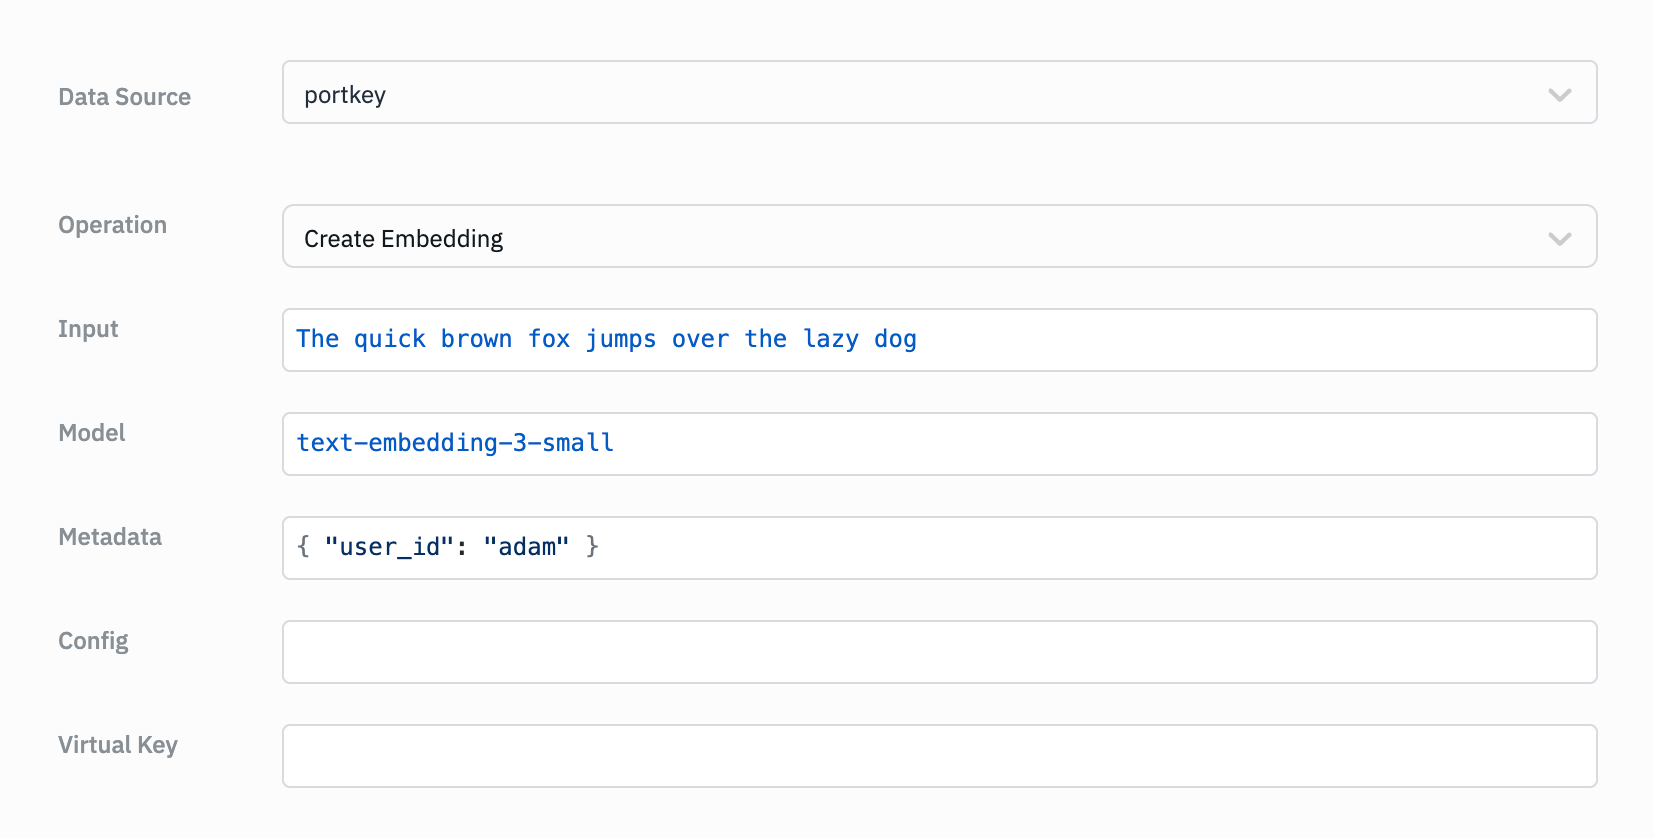 Data Source
portkey
Operation
Create Embedding
Input
The quick brown fox jumps over the lazy dog
Model
text-embedding-3-small
Metadata
{ "user_id": "adam" }
Config
Virtual Key